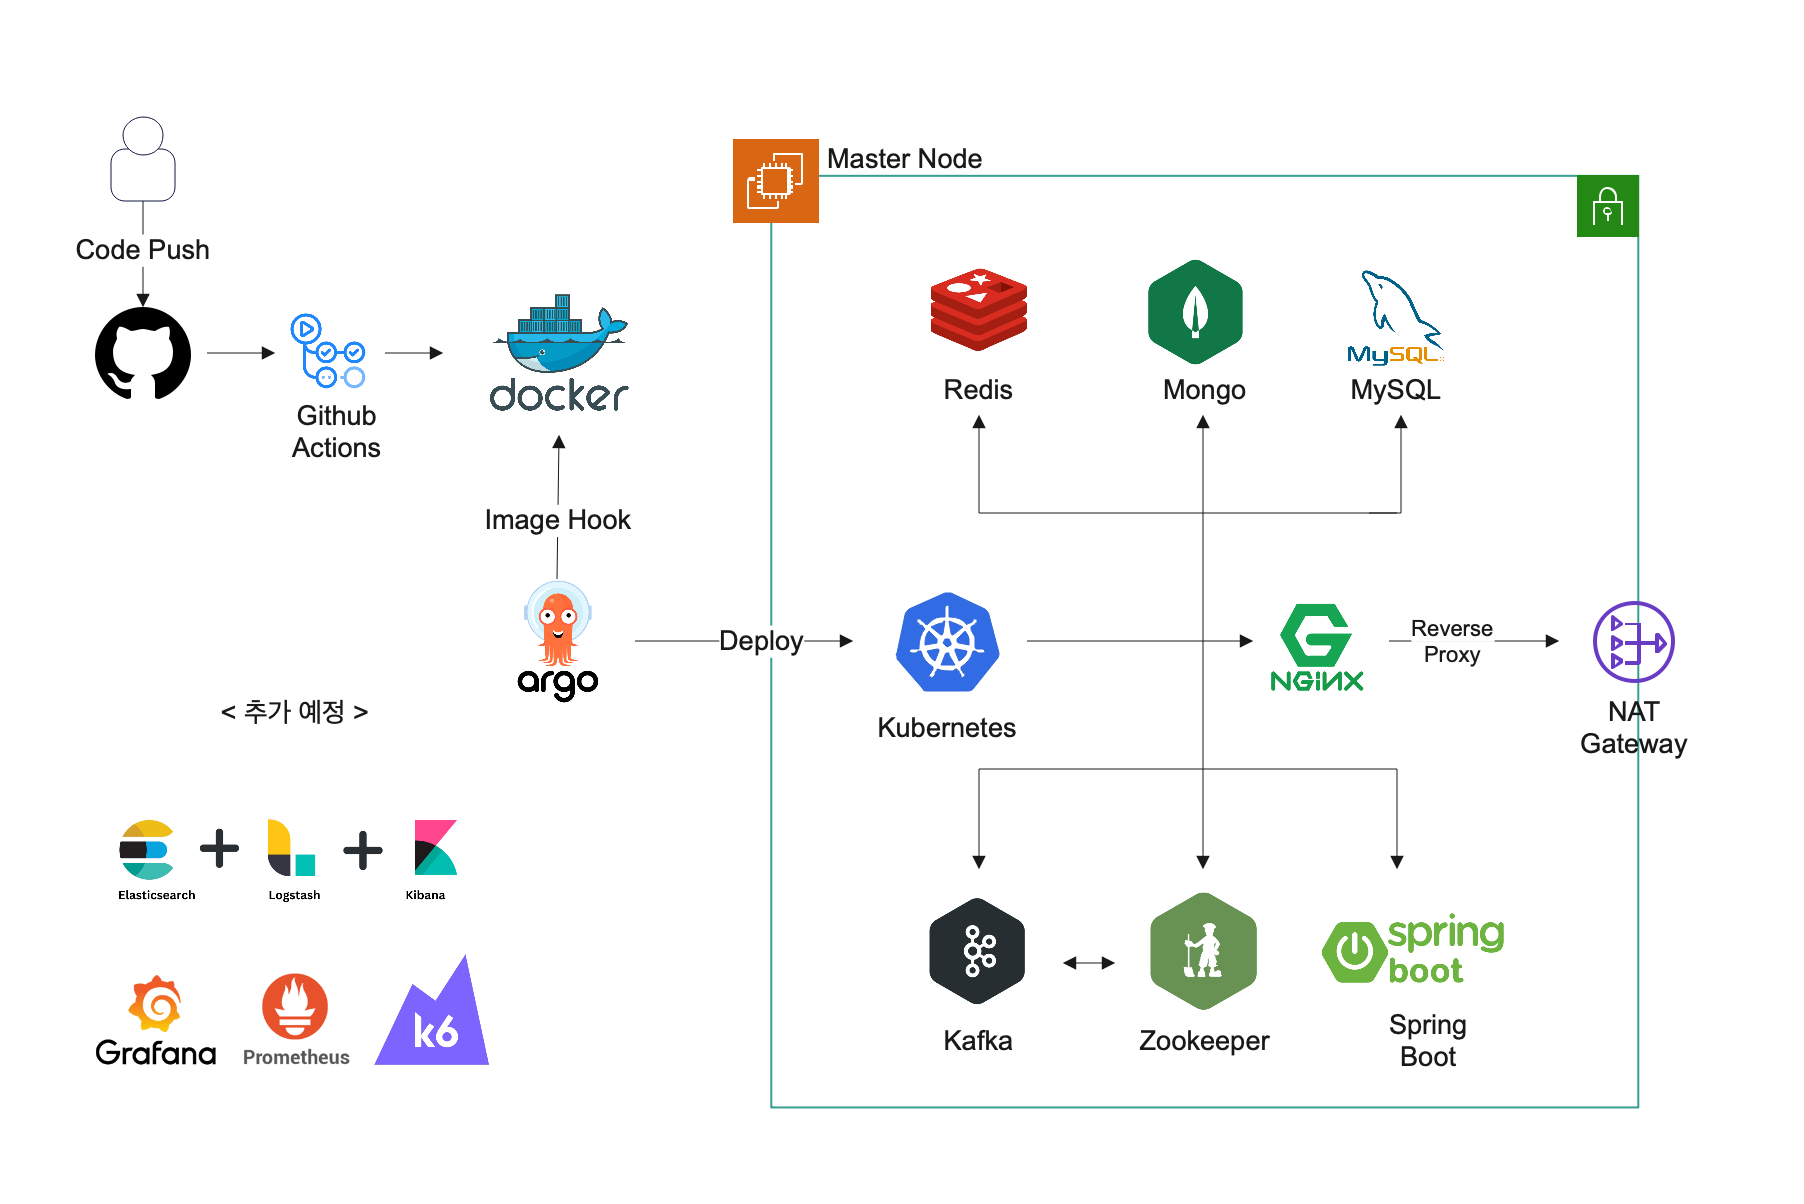 Master Node
Code Push
docker
Github
Actions
MySQL
Redis
Mongo
MySQL
Image Hook
argo
Deploy
Kubernetes
NGINX
Reverse
Proxy
NAT
Gateway
< 추가 예정 >
Elasticsearch
Logstash
Kibana
Grafana
Prometheus
k6
spring
boot
Kafka
Zookeeper
Spring
Boot